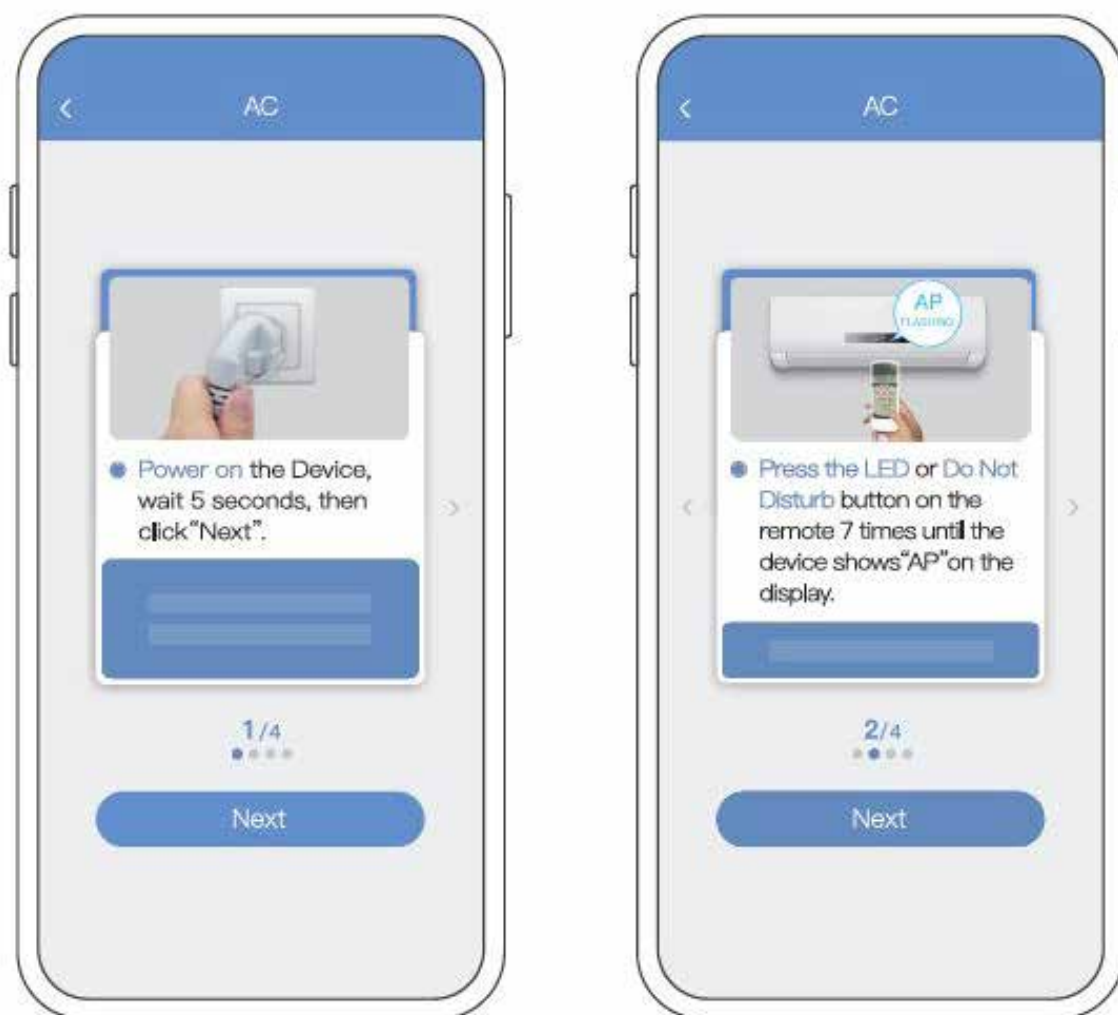 AC
Power on the Device,
wait 5 seconds, then
click“Next”.
1/4
Next
AC
AP
FLASHING
Press the LED or Do Not
Disturb button on the
remote 7 times until the
device shows“AP”on the
display.
2/4
Next